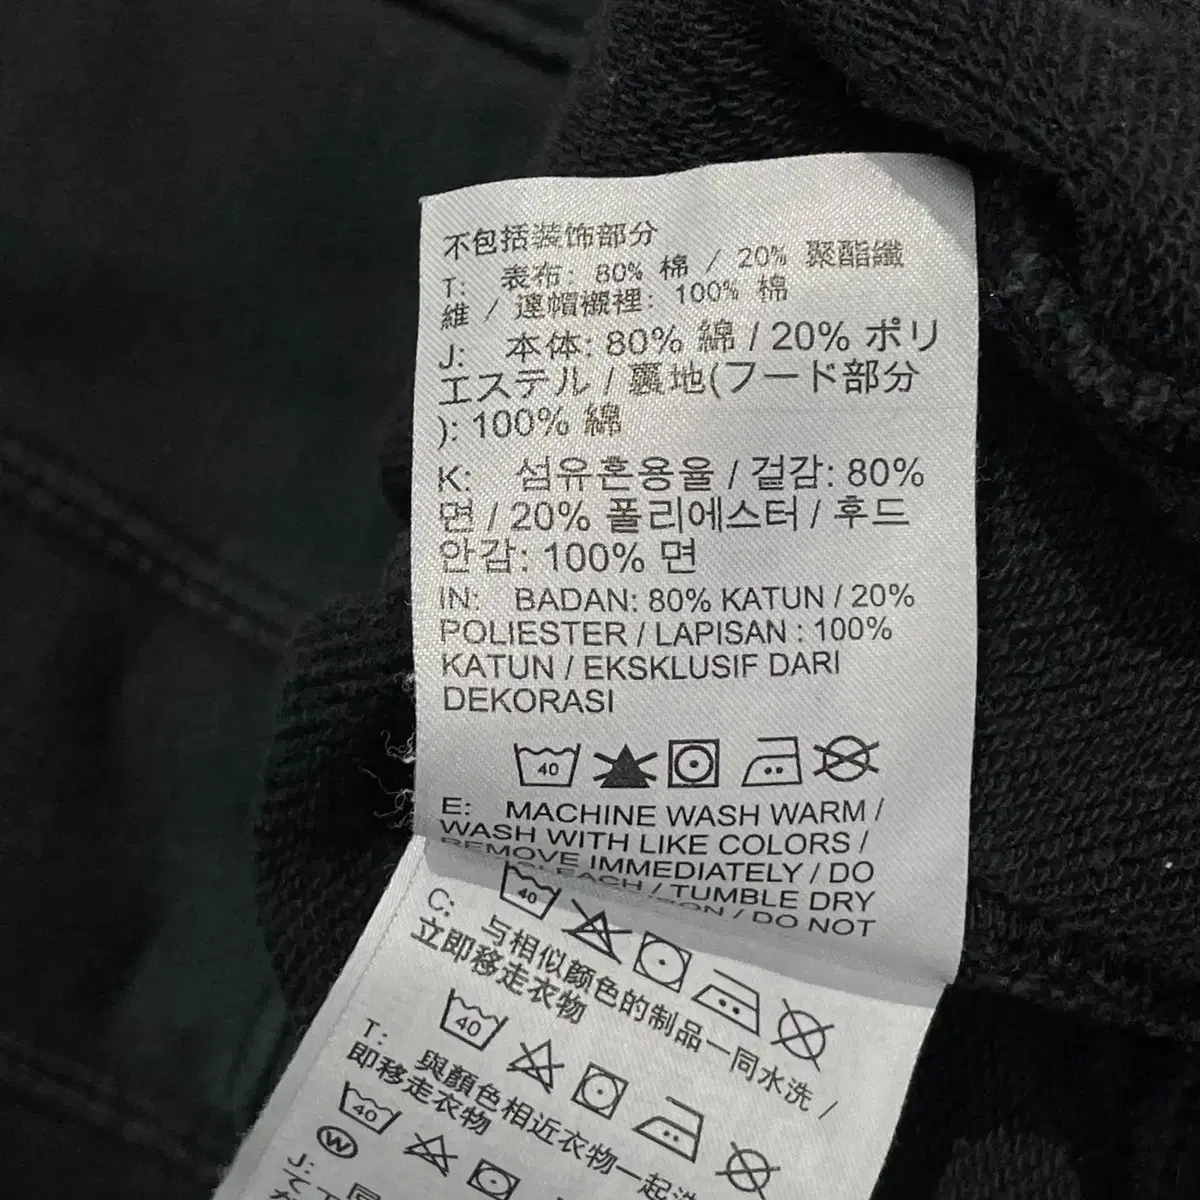 不包括装饰部分
T: 表布: 80% 棉 / 20% 聚酯纖
維 / 連帽襯裡: 100% 棉
J: 本体: 80% 綿 / 20% ポリ
エステル / 裏地(フード部分
): 100% 綿
K: 섬유혼용율 / 겉감: 80%
면 / 20% 폴리에스터 / 후드
안감: 100% 면
IN: BADAN: 80% KATUN / 20%
POLIESTER / LAPISAN : 100%
KATUN / EKSKLUSIF DARI
DEKORASI
40
E: MACHINE WASH WARM /
WASH WITH LIKE COLORS /
REMOVE IMMEDIATELY / DO
BLEACH / TUMBLE DRY
/ DO NOT
40
C: 与相似颜色的制品一同水洗 /
立即移走衣物
40
T: 與顏色相近衣物一起洗
即移走衣物
40
W
J: